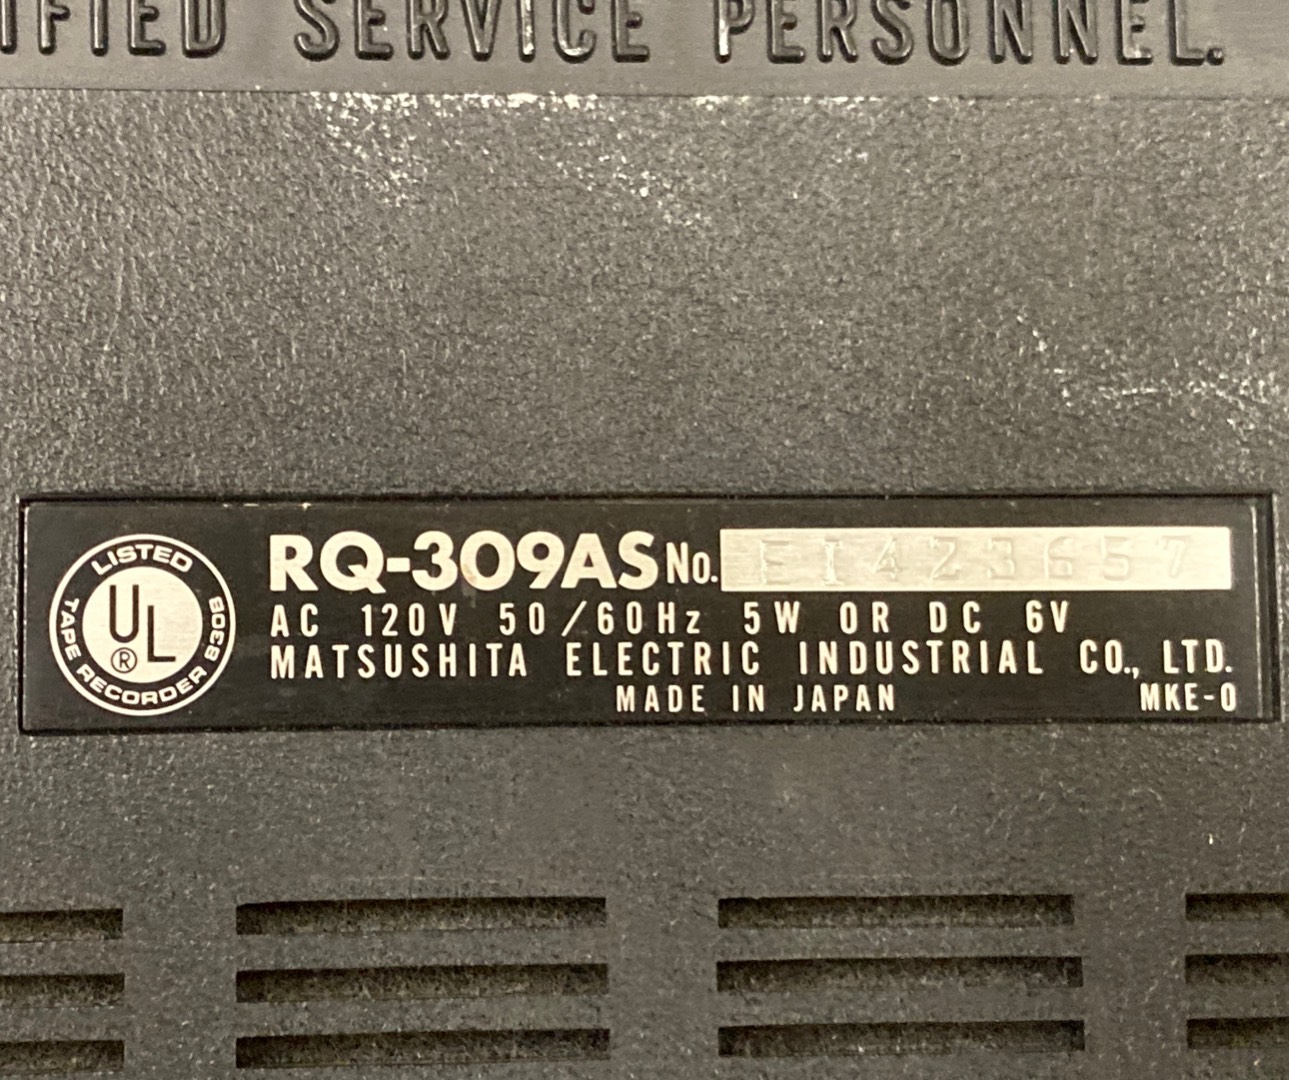 IFIED SERVICE PERSONNEL.
LISTED
UL
®
TAPE RECORDER 830B
RQ-309AS No. EI423657
AC 120V 50/60Hz 5W OR DC 6V
MATSUSHITA ELECTRIC INDUSTRIAL CO., LTD.
MADE IN JAPAN MKE-0